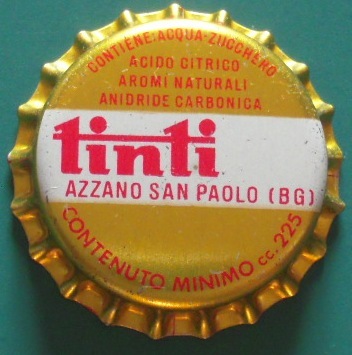 CONTIENE: ACQUA-ZUCCHERO
ACIDO CITRICO
AROMI NATURALI
ANIDRIDE CARBONICA
tinti
AZZANO SAN PAOLO (BG)
CONTENUTO MINIMO cc. 225